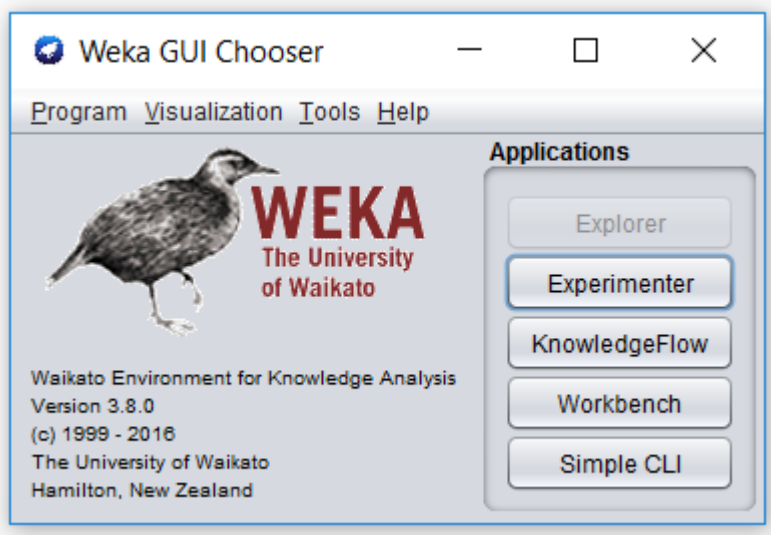 Weka GUI Chooser
Program Visualization Tools Help
WEKA
The University
of Waikato
Waikato Environment for Knowledge Analysis
Version 3.8.0
(c) 1999 - 2016
The University of Waikato
Hamilton, New Zealand
Applications
Explorer
Experimenter
KnowledgeFlow
Workbench
Simple CLI